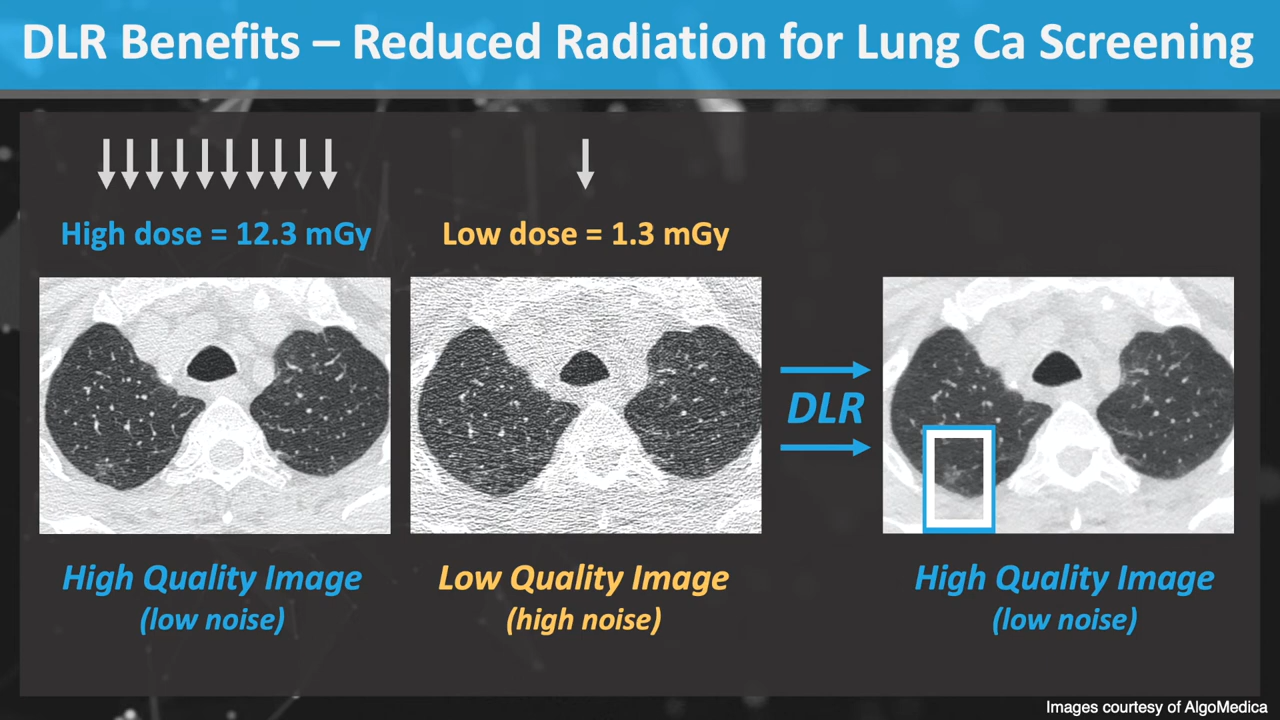 DLR Benefits – Reduced Radiation for Lung Ca Screening
High dose = 12.3 mGy
Low dose = 1.3 mGy
DLR
High Quality Image
(low noise)
Low Quality Image
(high noise)
High Quality Image
(low noise)
Images courtesy of AlgoMedica